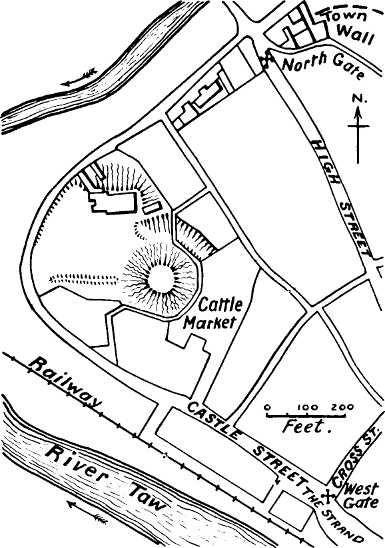 Town
Wall
North Gate
N.
HIGH STREET
Cattle
Market
Railway
0 100 200
Feet.
CASTLE STREET
CROSS ST.
West
Gate
THE STRAND
River Taw